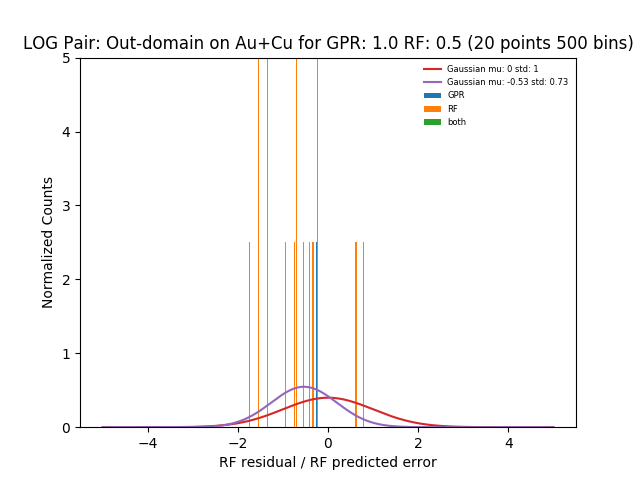 LOG Pair: Out-domain on Au+Cu for GPR: 1.0 RF: 0.5 (20 points 500 bins)
Gaussian mu: 0 std: 1
Gaussian mu: -0.53 std: 0.73
GPR
RF
both
Normalized Counts
5
4
3
2
1
0
−4
−2
0
2
4
RF residual / RF predicted error